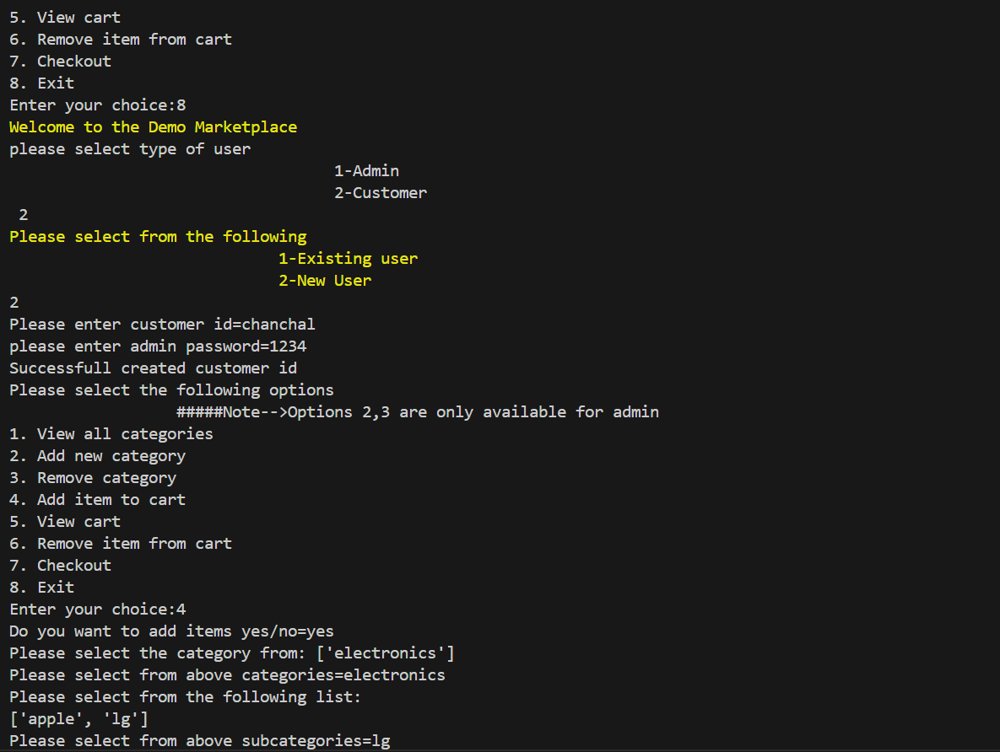 5. View cart
6. Remove item from cart
7. Checkout
8. Exit
Enter your choice:8
Welcome to the Demo Marketplace
please select type of user
1-Admin
2-Customer
2
Please select from the following
1-Existing user
2-New User
2
Please enter customer id=chanchal
please enter admin password=1234
Successfull created customer id
Please select the following options
#####Note-->Options 2,3 are only available for admin
1. View all categories
2. Add new category
3. Remove category
4. Add item to cart
5. View cart
6. Remove item from cart
7. Checkout
8. Exit
Enter your choice:4
Do you want to add items yes/no=yes
Please select the category from: ['electronics']
Please select from above categories=electronics
Please select from the following list:
['apple', 'lg']
Please select from above subcategories=lg